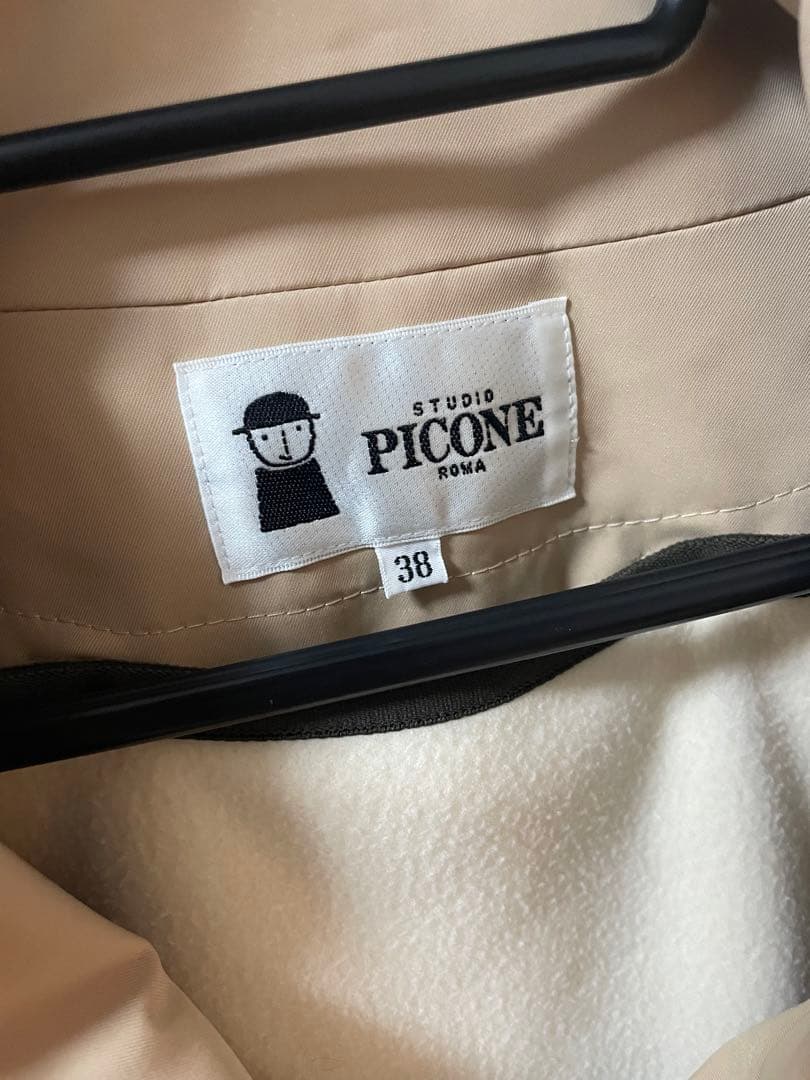 STUDIO
PICONE
ROMA
38